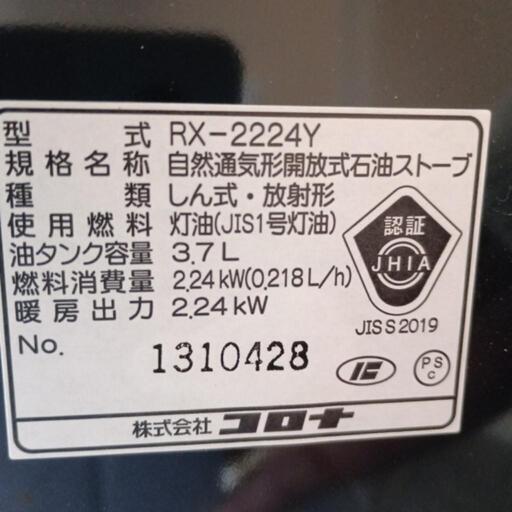 型式 RX-2224Y
規格名称 自然通気形開放式石油ストーブ
種類 しん式・放射形
使用燃料 灯油(JIS1号灯油)
油タンク容量 3.7L
燃料消費量 2.24kW(0.218L/h)
暖房出力 2.24kW
No. 1310428
認証
JHIA
JIS S 2019
PS
C
株式会社 コロナ